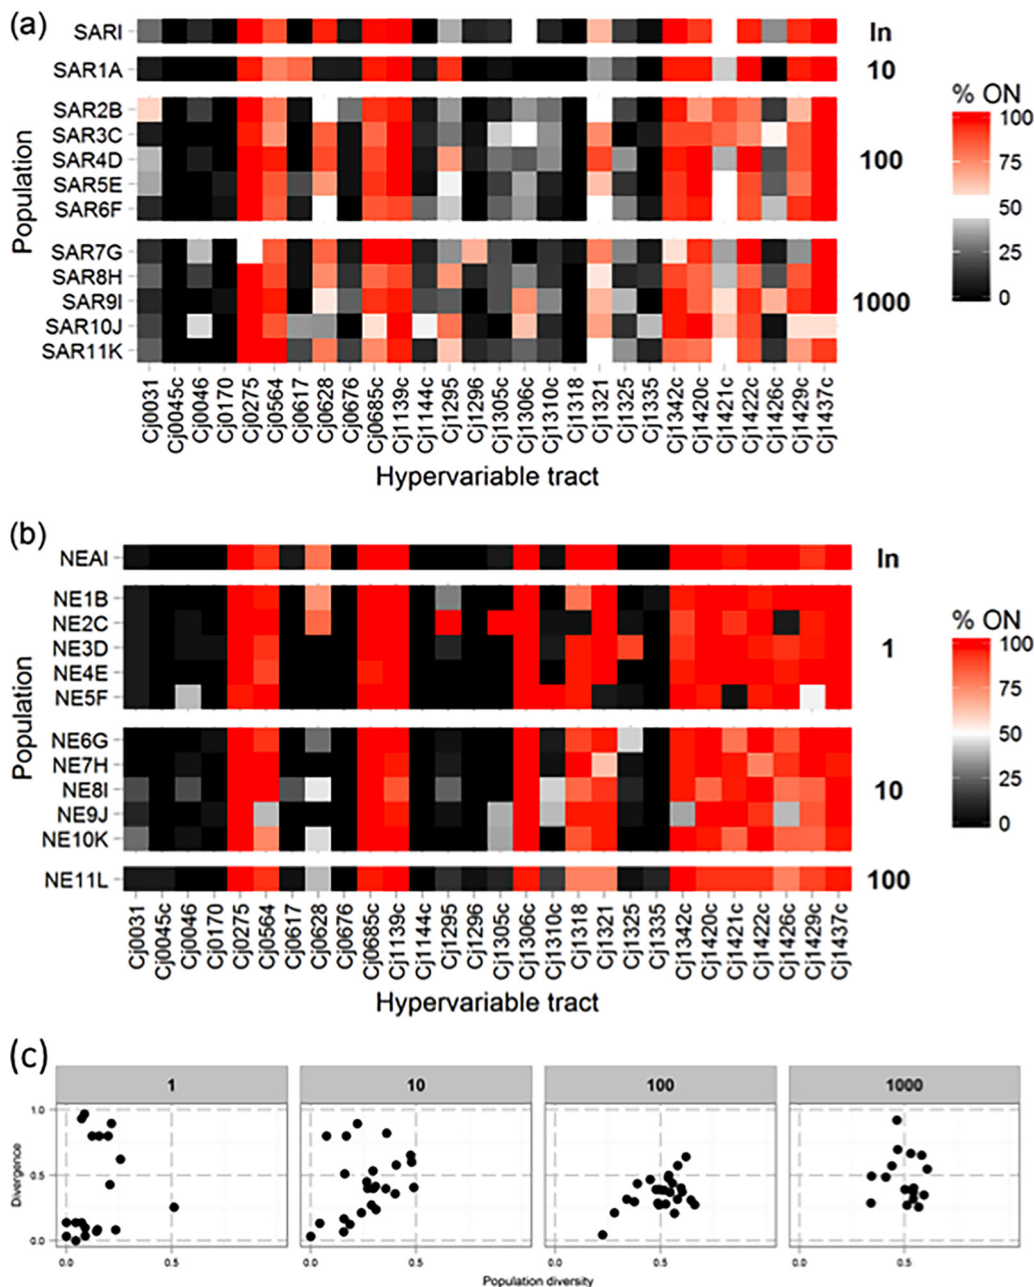 (a)
SARI
In
SAR1A
10
% ON
SAR2B
100
SAR3C
75
SAR4D
100
50
SAR5E
25
SAR6F
0
Population
SAR7G
SAR8H
SAR9I
1000
SAR10J
SAR11K
Cj0031
Cj0045c
Cj0046
Cj0170
Cj0275
Cj0564
Cj0617
Cj0628
Cj0676
Cj0685c
Cj1139c
Cj1144c
Cj1295
Cj1296
Cj1305c
Cj1306c
Cj1310c
Cj1318
Cj1321
Cj1325
Cj1335
Cj1342c
Cj1420c
Cj1421c
Cj1422c
Cj1426c
Cj1429c
Cj1437c
Hypervariable tract
(b)
NEAI
In
NE1B
NE2C
NE3D
1
NE4E
NE5F
% ON
100
75
50
25
0
Population
NE6G
NE7H
NE8I
10
NE9J
NE10K
NE11L
100
Cj0031
Cj0045c
Cj0046
Cj0170
Cj0275
Cj0564
Cj0617
Cj0628
Cj0676
Cj0685c
Cj1139c
Cj1144c
Cj1295
Cj1296
Cj1305c
Cj1306c
Cj1310c
Cj1318
Cj1321
Cj1325
Cj1335
Cj1342c
Cj1420c
Cj1421c
Cj1422c
Cj1426c
Cj1429c
Cj1437c
Hypervariable tract
(c)
1
10
100
1000
1.0
0.5
0.0
Divergence
0.0
0.5
0.0
0.5
0.0
0.5
0.0
0.5
Population diversity